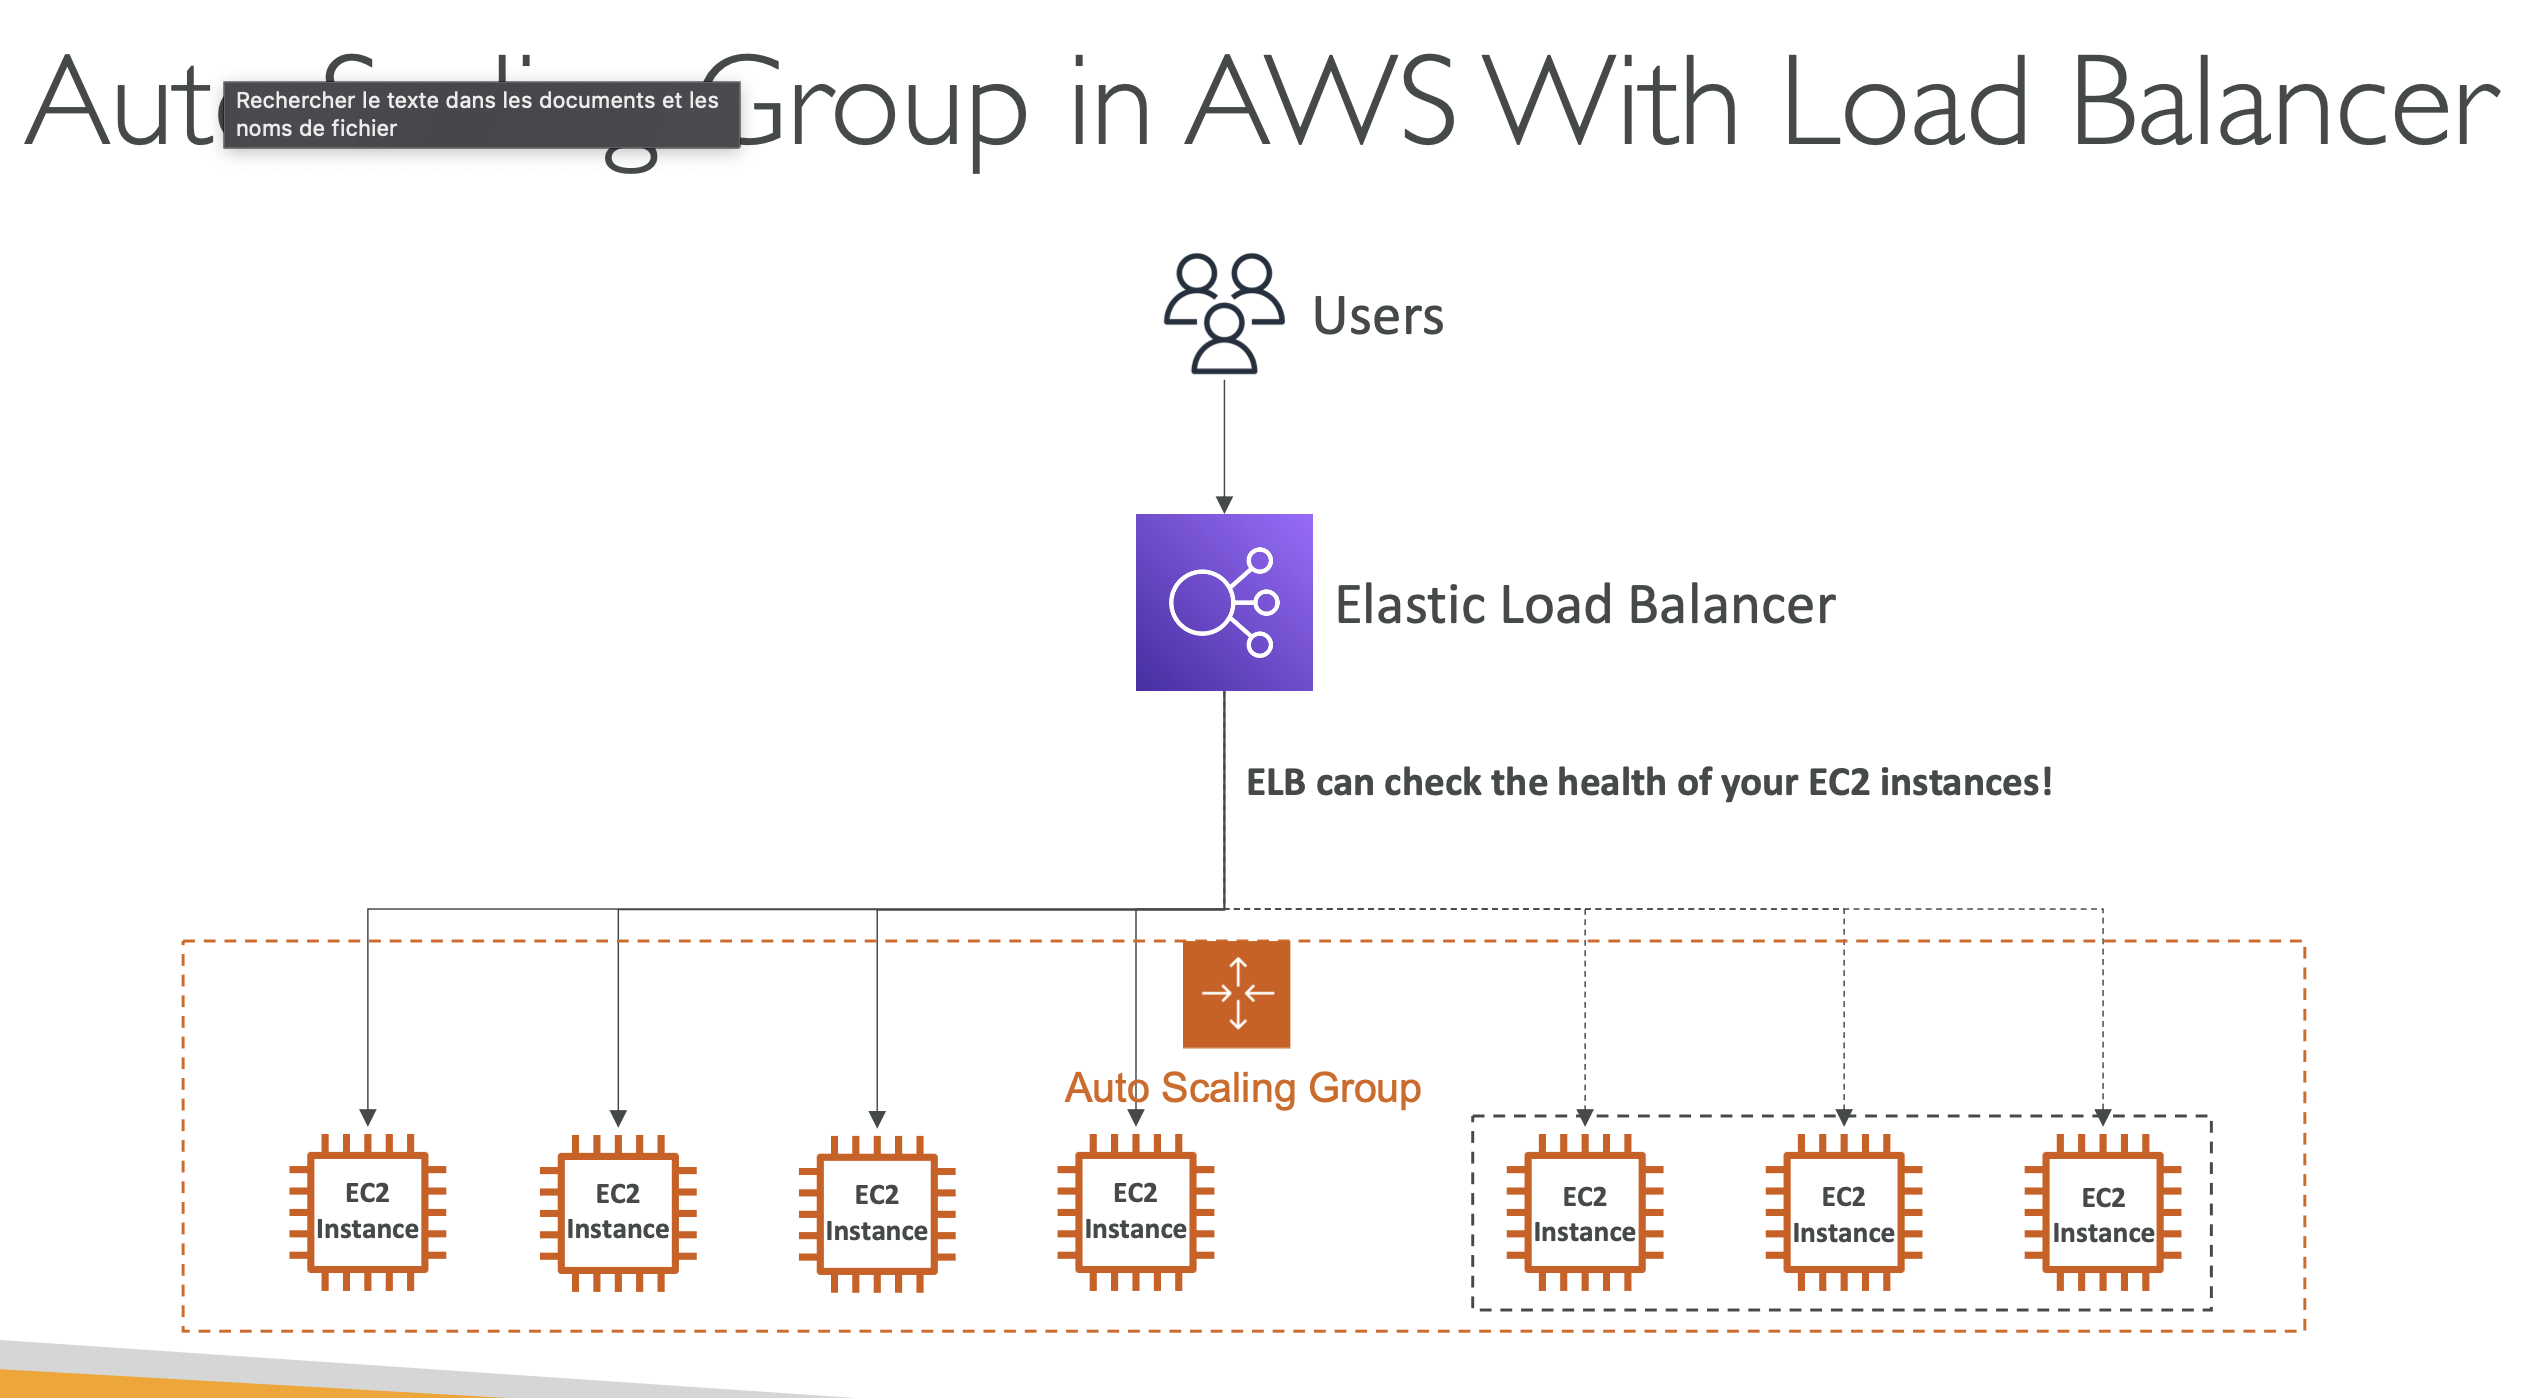 Group in AWS With Load Balancer
Rechercher le texte dans les documents et les
noms de fichier
Users
Elastic Load Balancer
ELB can check the health of your EC2 instances!
Auto Scaling Group
EC2
Instance
EC2
Instance
EC2
Instance
EC2
Instance
EC2
Instance
EC2
Instance
EC2
Instance